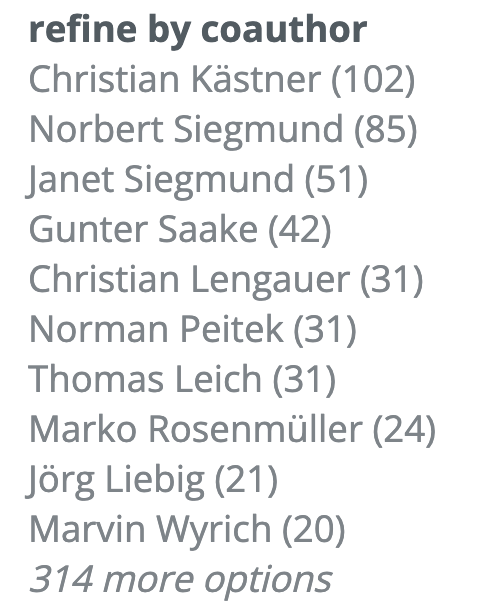 refine by coauthor
Christian Kästner (102)
Norbert Siegmund (85)
Janet Siegmund (51)
Gunter Saake (42)
Christian Lengauer (31)
Norman Peitek (31)
Thomas Leich (31)
Marko Rosenmüller (24)
Jörg Liebig (21)
Marvin Wyrich (20)
314 more options